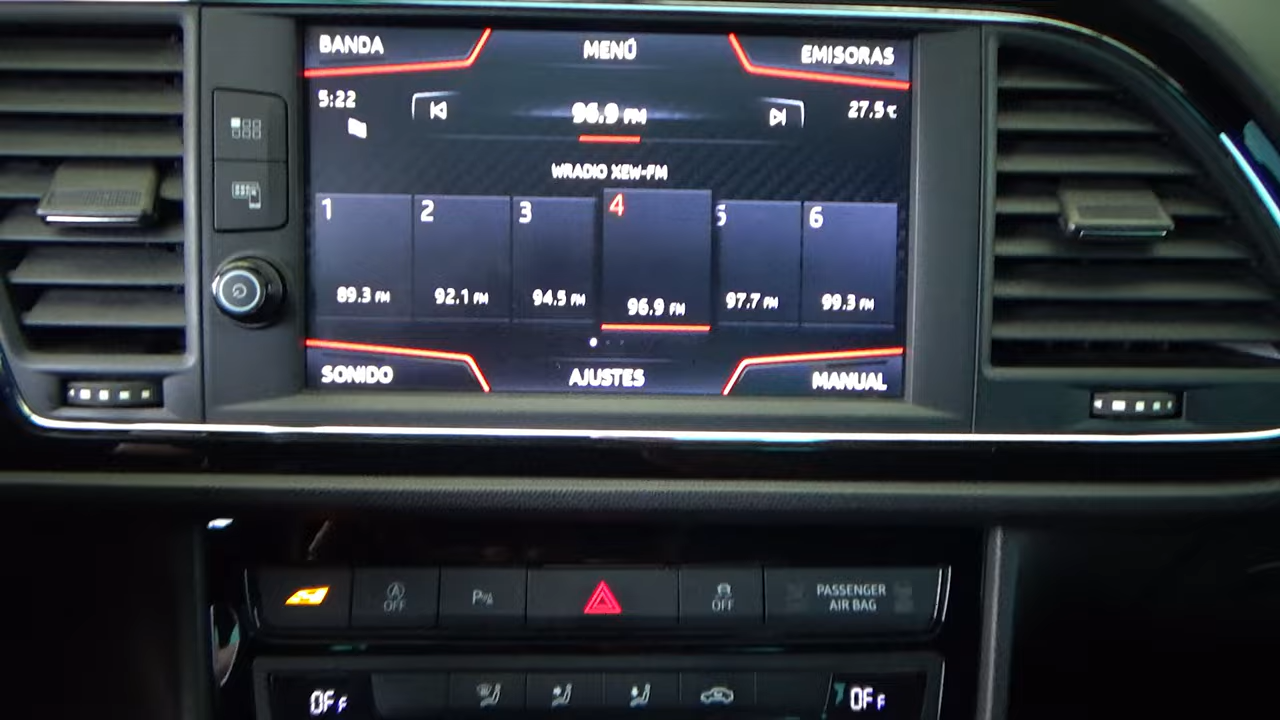 BANDA MENÚ EMISORAS
5:22 96.9 FM 27.5°C
WRADIO XEW-FM
1 2 3 4 5 6
89.3 FM 92.1 FM 94.5 FM 96.9 FM 97.7 FM 99.3 FM
SONIDO AJUSTES MANUAL
A OFF P OFF PASSENGER
AIR BAG
OFF OFF